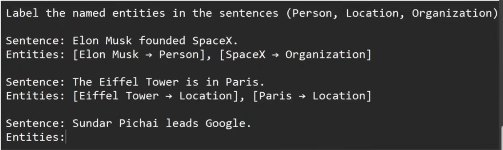 Label the named entities in the sentences (Person, Location, Organization)
Sentence: Elon Musk founded SpaceX.
Entities: [Elon Musk → Person], [SpaceX → Organization]
Sentence: The Eiffel Tower is in Paris.
Entities: [Eiffel Tower → Location], [Paris → Location]
Sentence: Sundar Pichai leads Google.
Entities: